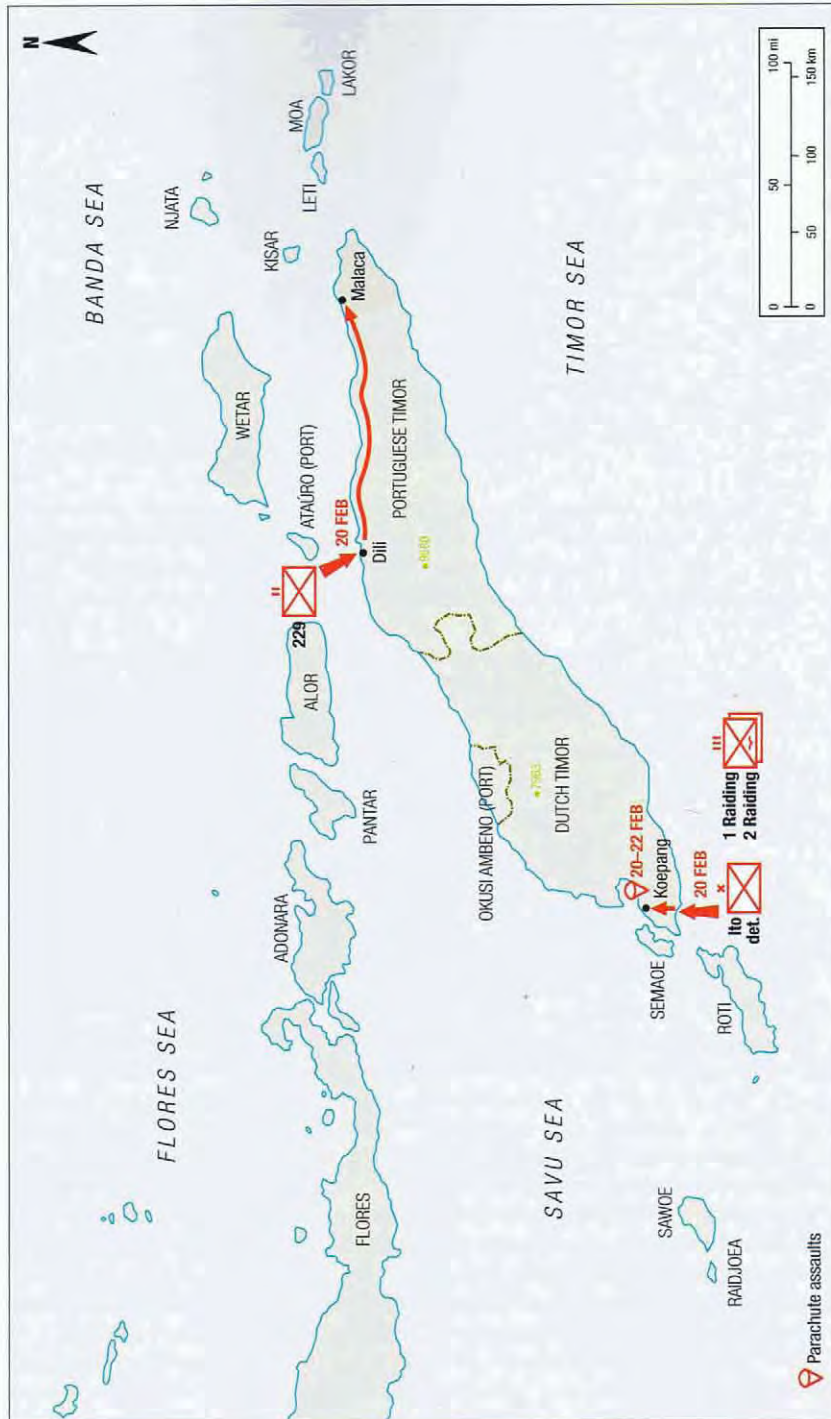 N
BANDA SEA
FLORES SEA
NJATA
WETAR
KISAR
LETI
MOA
LAKOR
ATAÚRO (PORT)
II
229
20 FEB
ALOR
PANTAR
ADONARA
FLORES
Dili
Malaca
PORTUGUESE TIMOR
OKUSI AMBENO (PORT)
DUTCH TIMOR
TIMOR SEA
SAVU SEA
20–22 FEB
Koepang
SEMAOE
20 FEB
ROTI
x
Ito
det.
III
1 Raiding
2 Raiding
SAWOE
RAIDJOEA
Parachute assaults
0 50 100 mi
0 100 150 km